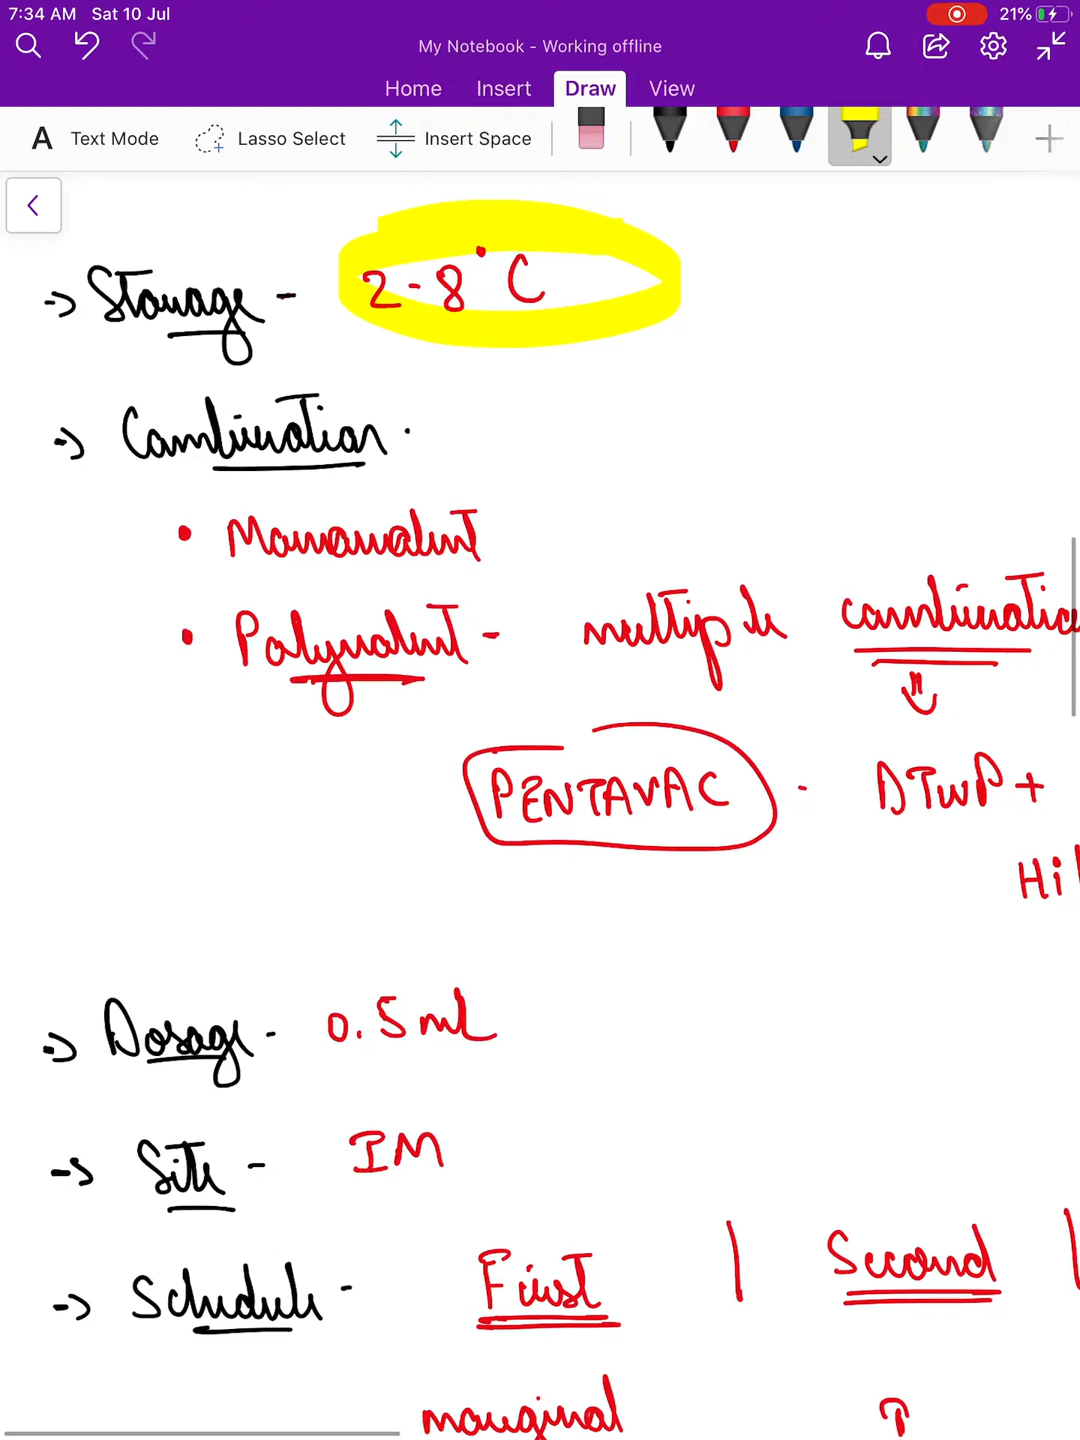 7:34 AM Sat 10 Jul 21%
My Notebook - Working offline
Home Insert Draw View
A Text Mode Lasso Select Insert Space
→ Storage - 2-8°C
→ Combination.
• Monovalent
• Polyvalent - multiple combinatio
PENTAVAC - DTwP +
Hi
→ Dosage - 0.5 mL
→ Site - IM
→ Schedule - First | Second |
marginal